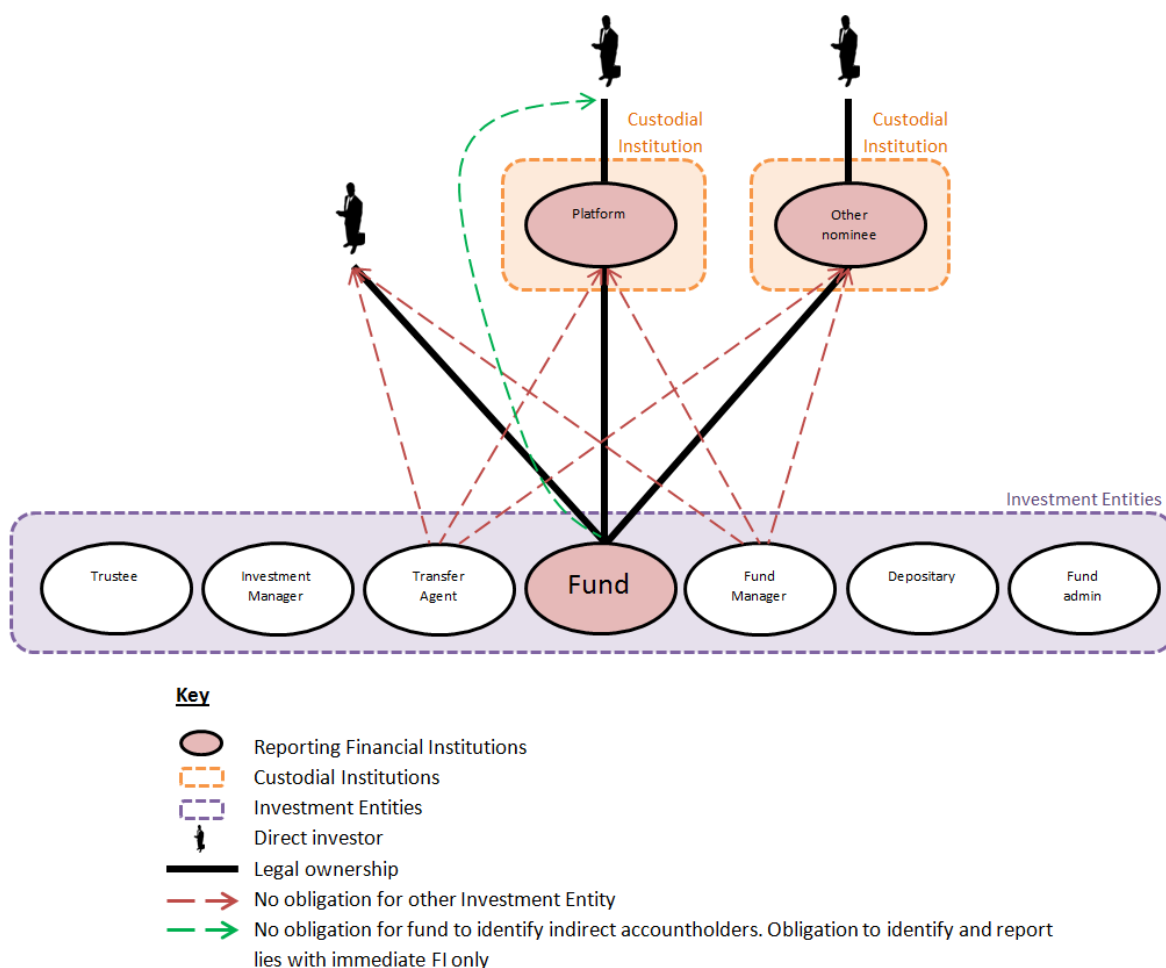 Custodial
Institution
Custodial
Institution
Platform
Other
nominee
Investment Entities
Trustee
Investment
Manager
Transfer
Agent
Fund
Fund
Manager
Depositary
Fund
admin
Key
Reporting Financial Institutions
Custodial Institutions
Investment Entities
Direct investor
Legal ownership
No obligation for other Investment Entity
No obligation for fund to identify indirect accountholders. Obligation to identify and report
lies with immediate FI only